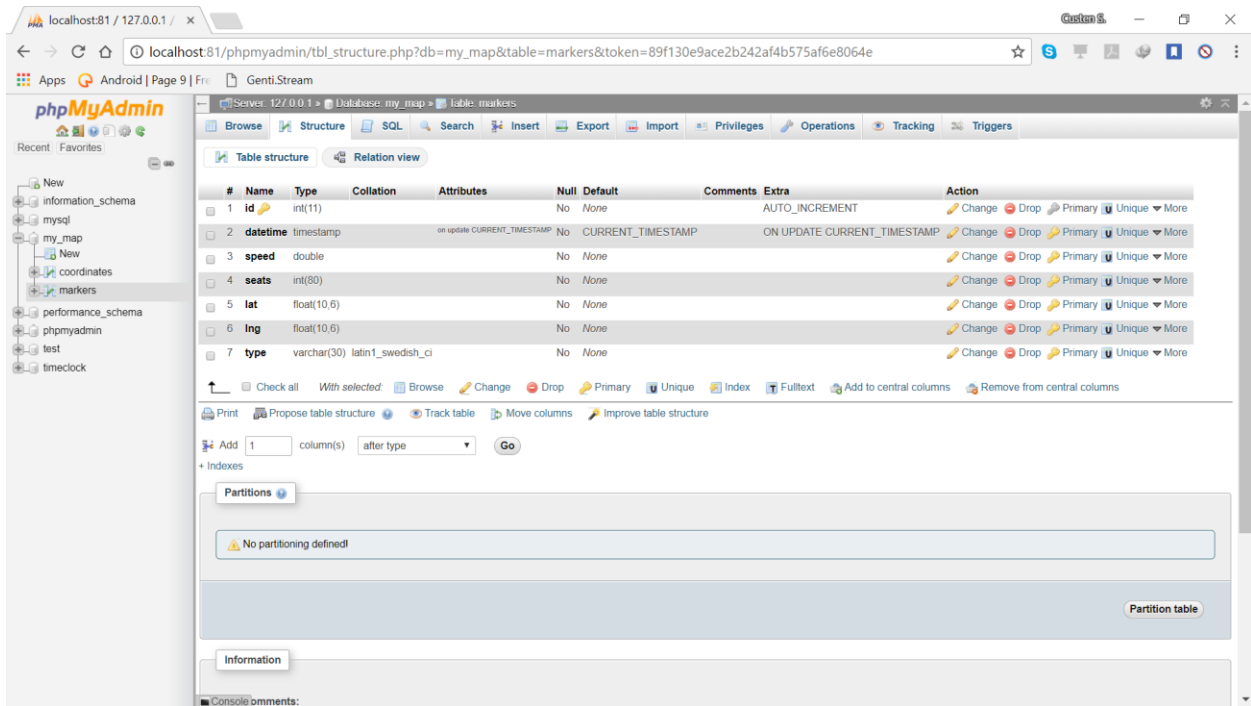 localhost:81 / 127.0.0.1 /
Custen S.
localhost:81/phpmyadmin/tbl_structure.php?db=my_map&table=markers&token=89f130e9ace2b242af4b575af6e8064e
Apps Android | Page 9 | Fre Genti.Stream
phpMyAdmin
Recent Favorites
New
information_schema
mysql
my_map
New
coordinates
markers
performance_schema
phpmyadmin
test
timeclock
Server: 127.0.0.1 » Database: my_map » Table: markers
Browse Structure SQL Search Insert Export Import Privileges Operations Tracking Triggers
Table structure Relation view
# Name Type Collation Attributes Null Default Comments Extra Action
1 id int(11) No None AUTO_INCREMENT Change Drop Primary Unique More
2 datetime timestamp on update CURRENT_TIMESTAMP No CURRENT_TIMESTAMP ON UPDATE CURRENT_TIMESTAMP Change Drop Primary Unique More
3 speed double No None Change Drop Primary Unique More
4 seats int(80) No None Change Drop Primary Unique More
5 lat float(10,6) No None Change Drop Primary Unique More
6 lng float(10,6) No None Change Drop Primary Unique More
7 type varchar(30) latin1_swedish_ci No None Change Drop Primary Unique More
Check all With selected: Browse Change Drop Primary Unique Index Fulltext Add to central columns Remove from central columns
Print Propose table structure Track table Move columns Improve table structure
Add 1 column(s) after type Go
+ Indexes
Partitions
No partitioning defined!
Partition table
Information
Console omments: